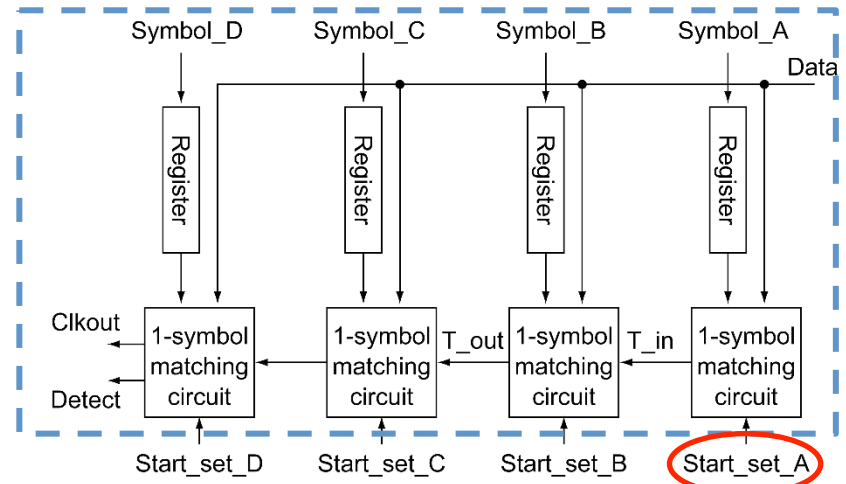 Symbol_D Symbol_C Symbol_B Symbol_A
Data
Register Register Register Register
Clkout
Detect
1-symbol
matching
circuit
1-symbol
matching
circuit
T_out
1-symbol
matching
circuit
T_in
1-symbol
matching
circuit
Start_set_D Start_set_C Start_set_B Start_set_A